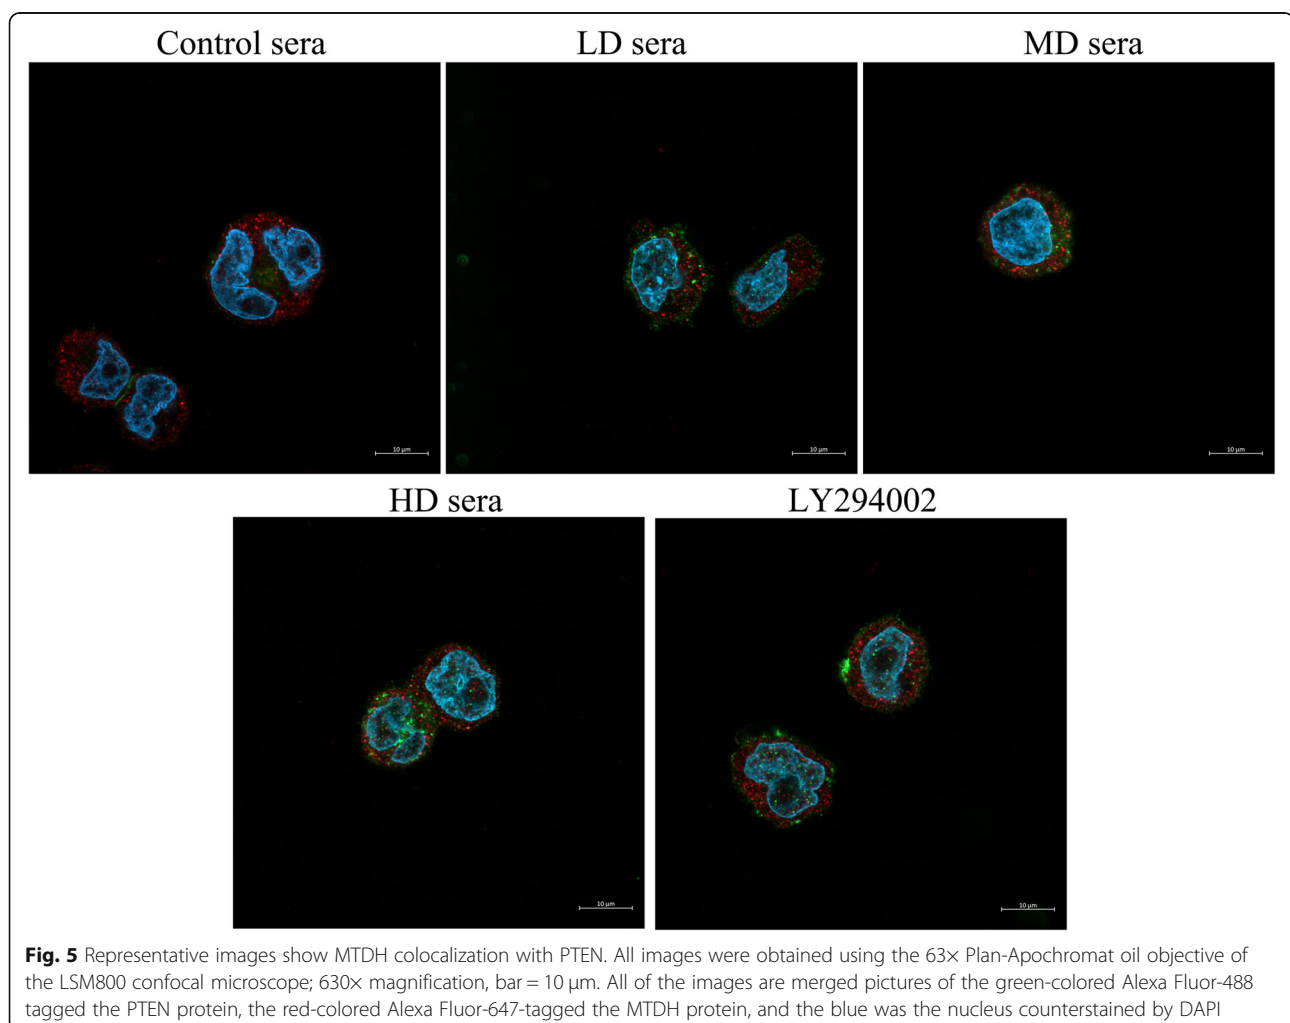 Control sera
LD sera
MD sera
10 µm
10 µm
10 µm
HD sera
LY294002
10 µm
10 µm
Fig. 5 Representative images show MTDH colocalization with PTEN. All images were obtained using the 63× Plan-Apochromat oil objective of
the LSM800 confocal microscope; 630× magnification, bar = 10 µm. All of the images are merged pictures of the green-colored Alexa Fluor-488
tagged the PTEN protein, the red-colored Alexa Fluor-647-tagged the MTDH protein, and the blue was the nucleus counterstained by DAPI